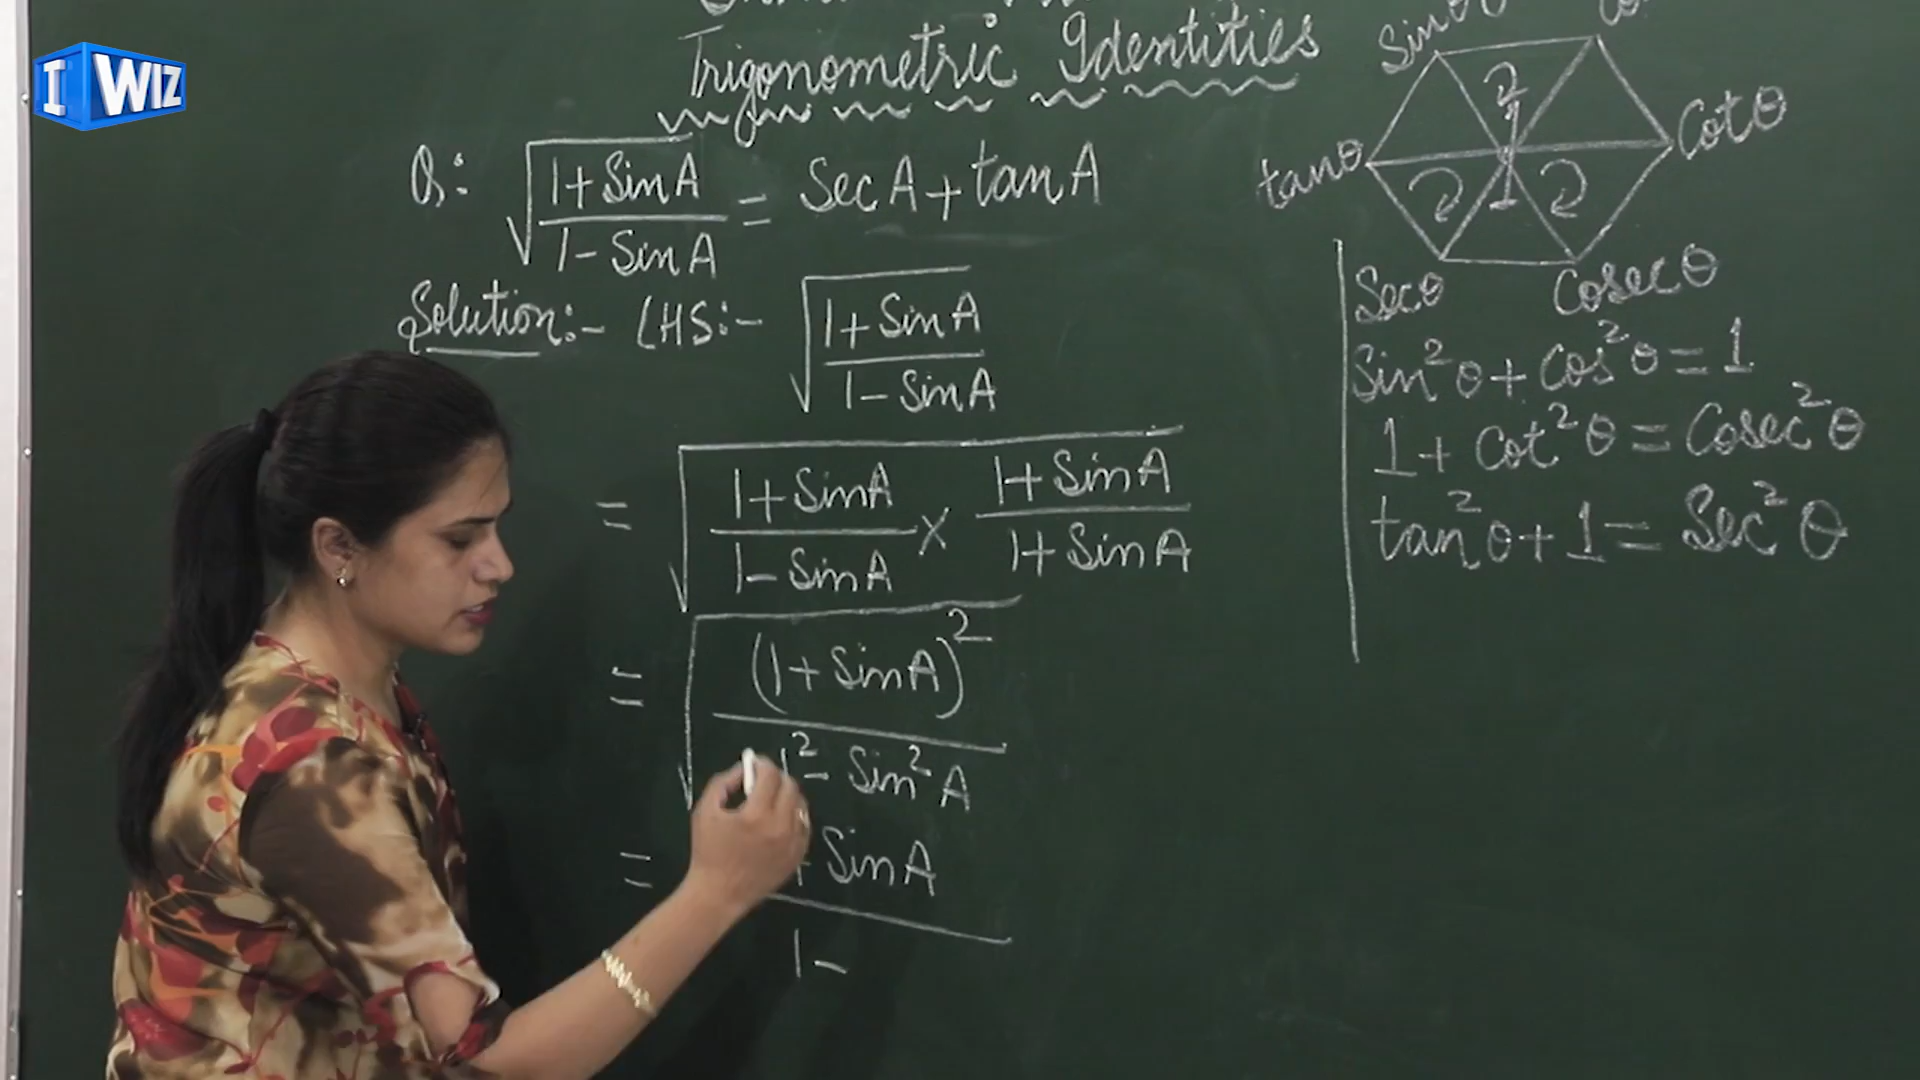 I WIZ
Trigonometric Identities
Q: √(1+SinA / 1-SinA) = SecA+tanA
Solution:- LHS:- √(1+SinA / 1-SinA)
= √(1+SinA / 1-SinA × 1+SinA / 1+SinA)
= √((1+SinA)² / 1²-Sin²A)
= + SinA
1-
Sinθ
tanθ
Cotθ
2
1
2
1
2
Secθ
Cosecθ
Sin²θ+Cos²θ=1
1+Cot²θ=Cosec²θ
tan²θ+1=Sec²θ